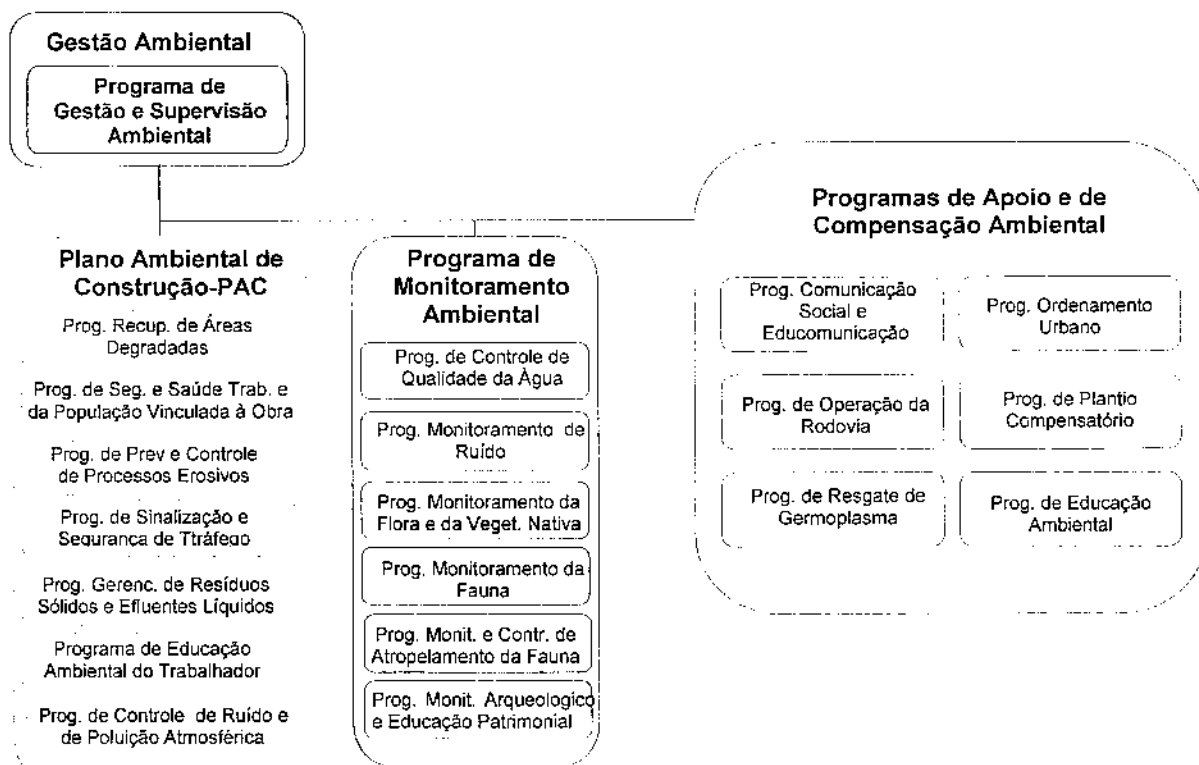 Gestão Ambiental
Programa de
Gestão e Supervisão
Ambiental
Plano Ambiental de
Construção-PAC
Prog. Recup. de Áreas
Degradadas
Prog. de Seg. e Saúde Trab. e
da População Vinculada à Obra
Prog. de Prev e Controle
de Processos Erosivos
Prog. de Sinalização e
Segurança de Ttráfego
Prog. Gerenc. de Resíduos
Sólidos e Efluentes Líquidos
Programa de Educação
Ambiental do Trabalhador
Prog. de Controle de Ruído e
de Poluição Atmosférica
Programa de
Monitoramento
Ambiental
Prog. de Controle de
Qualidade da Água
Prog. Monitoramento de
Ruído
Prog. Monitoramento da
Flora e da Veget. Nativa
Prog. Monitoramento da
Fauna
Prog. Monit. e Contr. de
Atropelamento da Fauna
Prog. Monit. Arqueologico
e Educação Patrimonial
Programas de Apoio e de
Compensação Ambiental
Prog. Comunicação
Social e
Educomunicação
Prog. Ordenamento
Urbano
Prog. de Operação da
Rodovia
Prog. de Plantio
Compensatório
Prog. de Resgate de
Germoplasma
Prog. de Educação
Ambiental